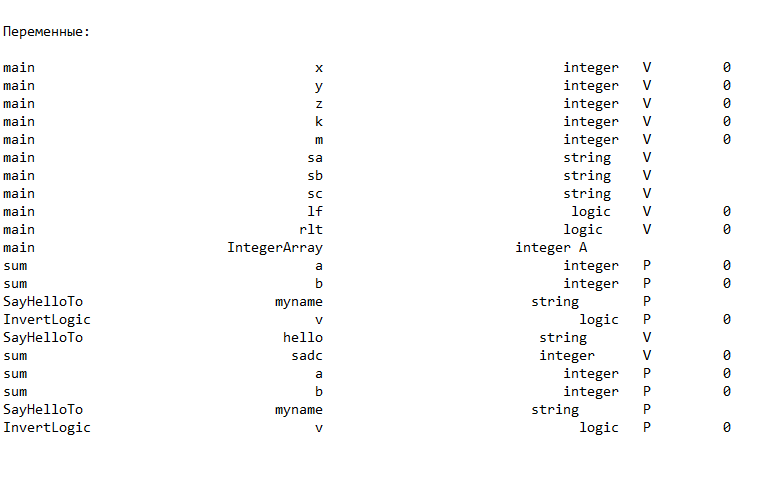 Переменные:
main x integer V 0
main y integer V 0
main z integer V 0
main k integer V 0
main m integer V 0
main sa string V
main sb string V
main sc string V
main lf logic V 0
main rlt logic V 0
main IntegerArray integer A
sum a integer P 0
sum b integer P 0
SayHelloTo myname string P
InvertLogic v logic P 0
SayHelloTo hello string V
sum sadc integer V 0
sum a integer P 0
sum b integer P 0
SayHelloTo myname string P
InvertLogic v logic P 0